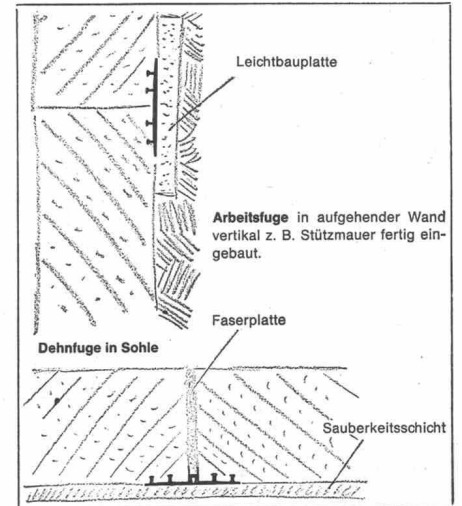 Leichtbauplatte
Arbeitsfuge in aufgehender Wand
vertikal z. B. Stützmauer fertig ein-
gebaut.
Faserplatte
Dehnfuge in Sohle
Sauberkeitsschicht